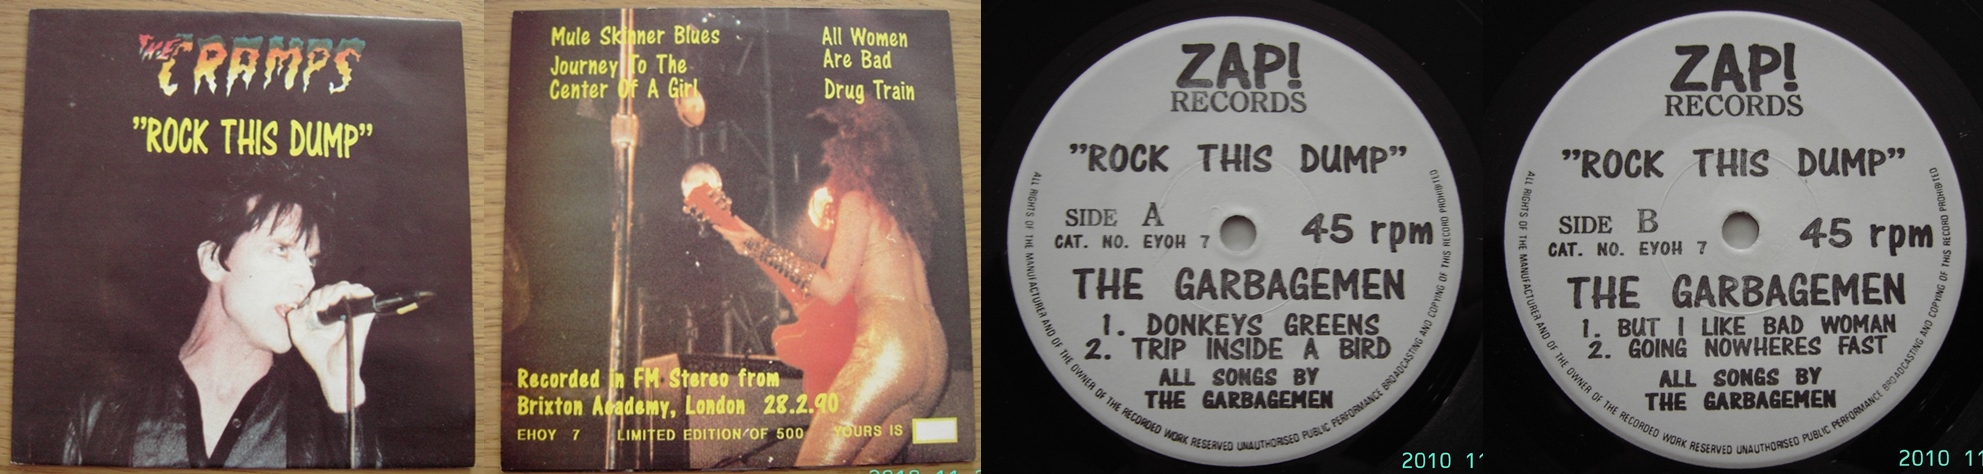 THE CRAMPS
"ROCK THIS DUMP"
Mule Skinner Blues
Journey To The
Center Of A Girl
All Women
Are Bad
Drug Train
Recorded in FM Stereo from
Brixton Academy, London 28.2.90
EHOY 7 LIMITED EDITION OF 500 YOURS IS
2010 11
ZAP!
RECORDS
"ROCK THIS DUMP"
SIDE A
CAT. NO. EYOH 7
45 rpm
THE GARBAGEMEN
1. DONKEYS GREENS
2. TRIP INSIDE A BIRD
ALL SONGS BY
THE GARBAGEMEN
ALL RIGHTS OF THE MANUFACTURER AND OF THE OWNER OF THE RECORDED WORK RESERVED UNAUTHORISED PUBLIC PERFORMANCE BROADCASTING AND COPYING OF THIS RECORD PROHIBITED
2010 11
ZAP!
RECORDS
"ROCK THIS DUMP"
SIDE B
CAT. NO. EYOH 7
45 rpm
THE GARBAGEMEN
1. BUT I LIKE BAD WOMAN
2. GOING NOWHERES FAST
ALL SONGS BY
THE GARBAGEMEN
ALL RIGHTS OF THE MANUFACTURER AND OF THE OWNER OF THE RECORDED WORK RESERVED UNAUTHORISED PUBLIC PERFORMANCE BROADCASTING AND COPYING OF THIS RECORD PROHIBITED
2010 11